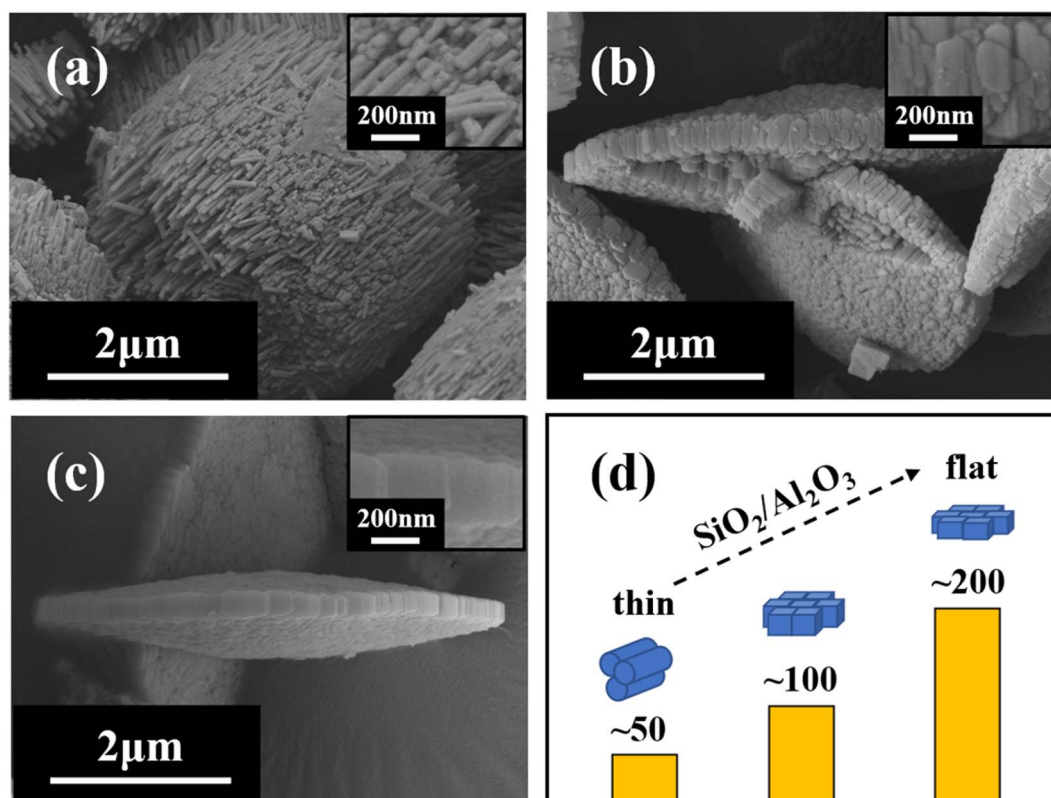 (a)
200nm
2μm
(b)
200nm
2μm
(c)
200nm
2μm
(d)
flat
SiO₂/Al₂O₃
thin
~200
~100
~50